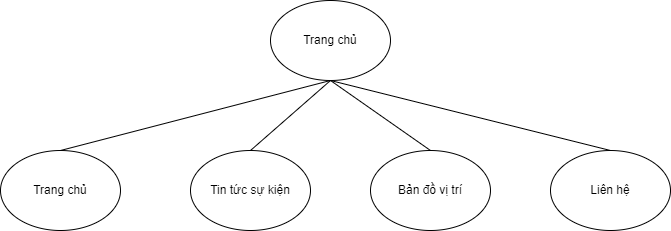 Trang chủ
Trang chủ
Tin tức sự kiện
Bản đồ vị trí
Liên hệ